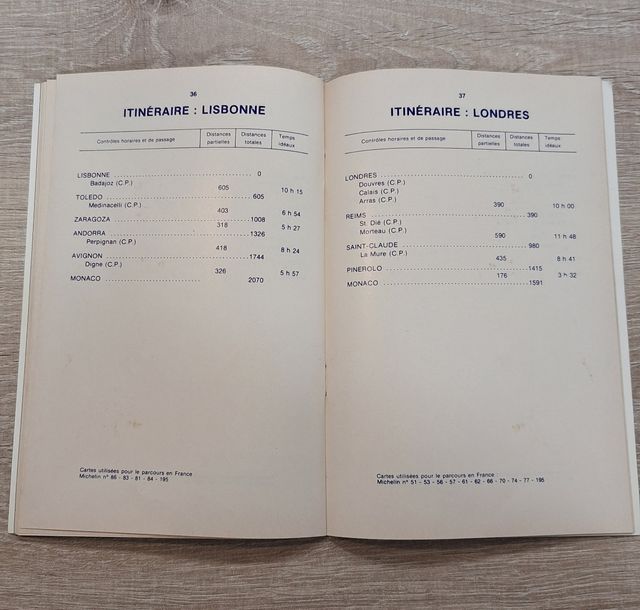 36
ITINÉRAIRE : LISBONNE
Contrôles horaires et de passage Distances partielles Distances totales Temps idéaux
LISBONNE 0
Badajoz (C.P.)
605 10 h 15
TOLEDO 605
Medinacelli (C.P.)
403 6 h 54
ZARAGOZA 1008
318 5 h 27
ANDORRA 1326
Perpignan (C.P.)
418 8 h 24
AVIGNON 1744
Digne (C.P.)
326 5 h 57
MONACO 2070
Cartes utilisées pour le parcours en France
Michelin n° 86 - 83 - 81 - 84 - 195
37
ITINÉRAIRE : LONDRES
Contrôles horaires et de passage Distances partielles Distances totales Temps idéaux
LONDRES 0
Douvres (C.P.)
Calais (C.P.)
Arras (C.P.)
390 10 h 00
REIMS 390
St. Dié (C.P.)
Morteau (C.P.)
590 11 h 48
SAINT-CLAUDE 980
La Mure (C.P.)
435 8 h 41
PINEROLO 1415
176 3 h 32
MONACO 1591
Cartes utilisées pour le parcours en France :
Michelin n° 51 - 53 - 56 - 57 - 61 - 62 - 66 - 70 - 74 - 77 - 195